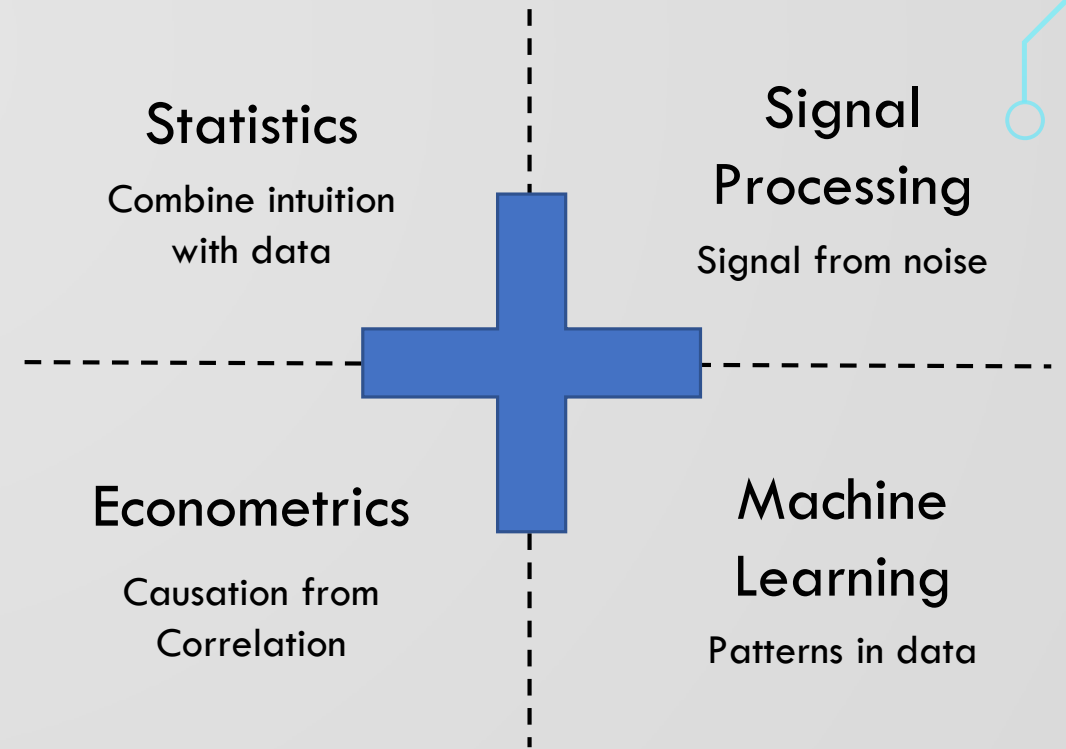 Statistics
Combine intuition
with data
Signal
Processing
Signal from noise
Econometrics
Causation from
Correlation
Machine
Learning
Patterns in data